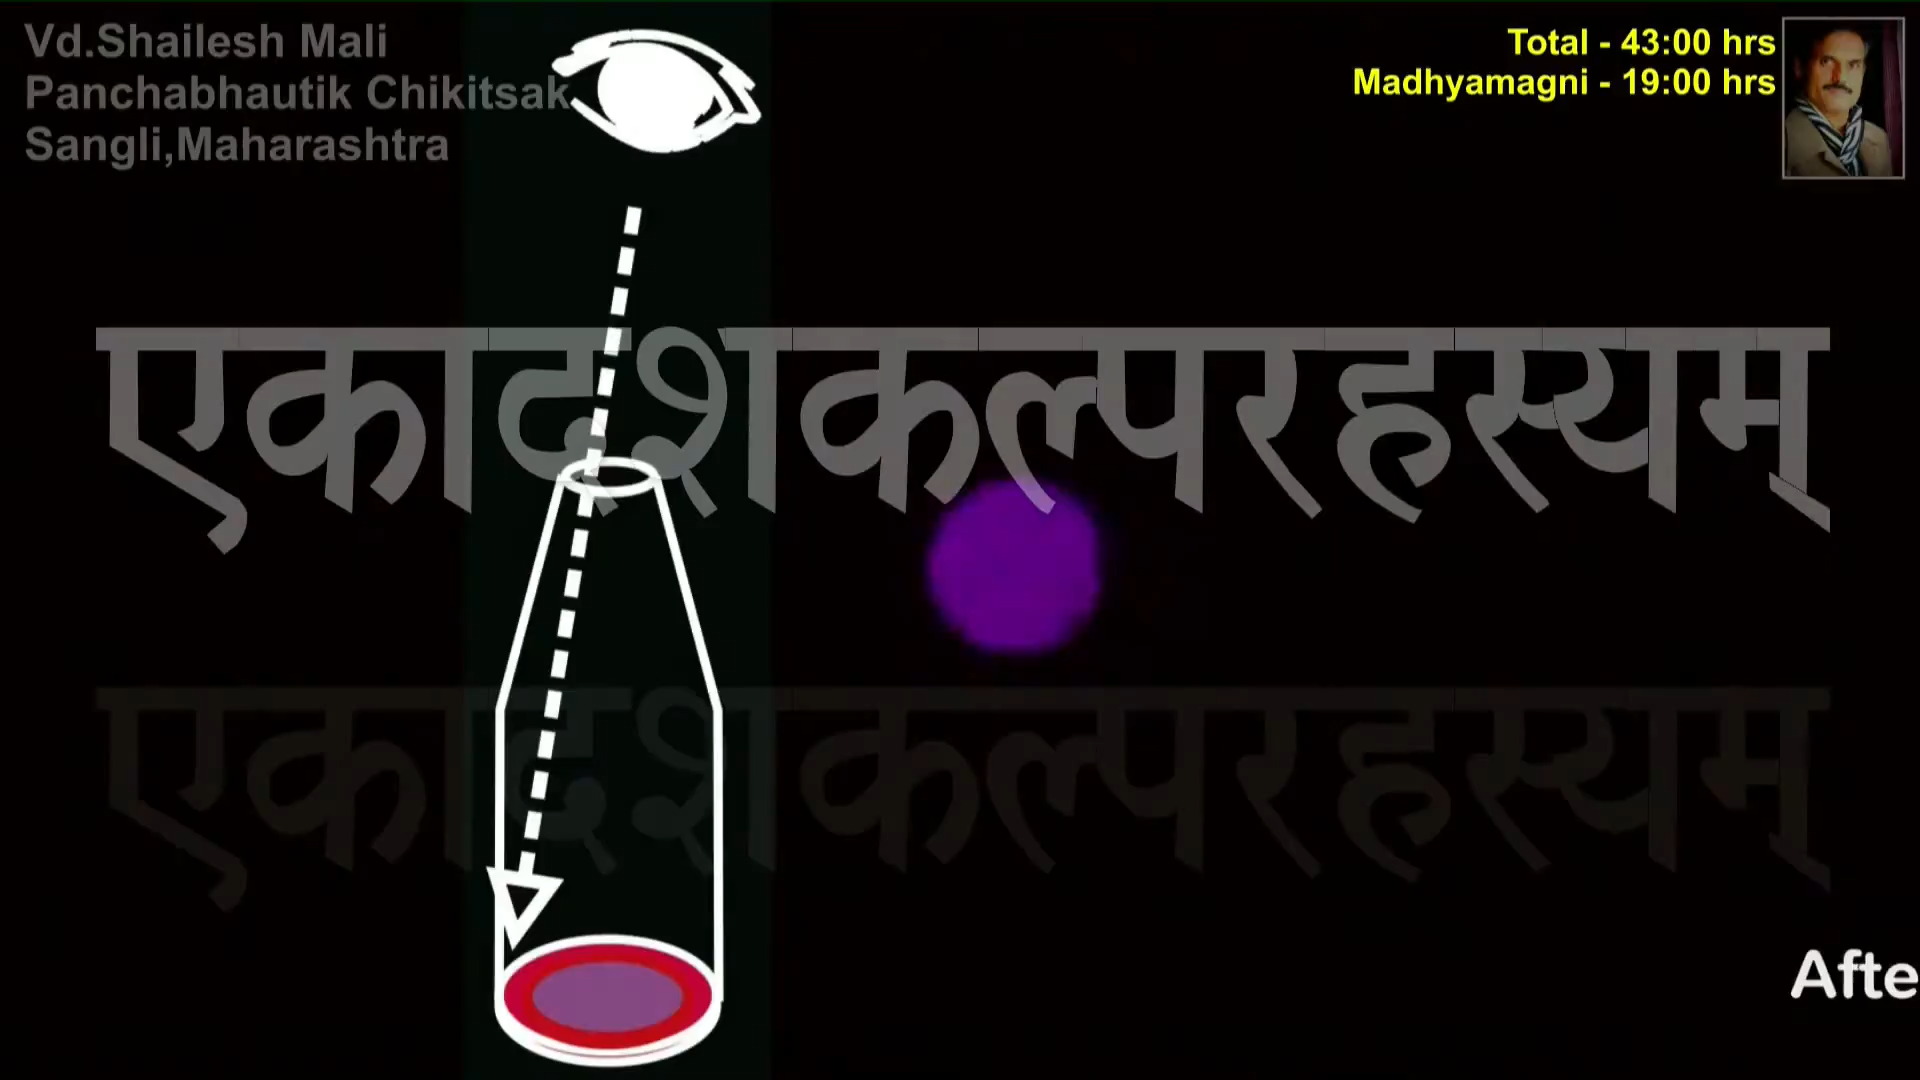 Vd.Shailesh Mali
Panchabhautik Chikitsak
Sangli,Maharashtra
Total - 43:00 hrs
Madhyamagni - 19:00 hrs
एकादशकल्परहस्यम्
एकादशकल्परहस्यम्
Afte